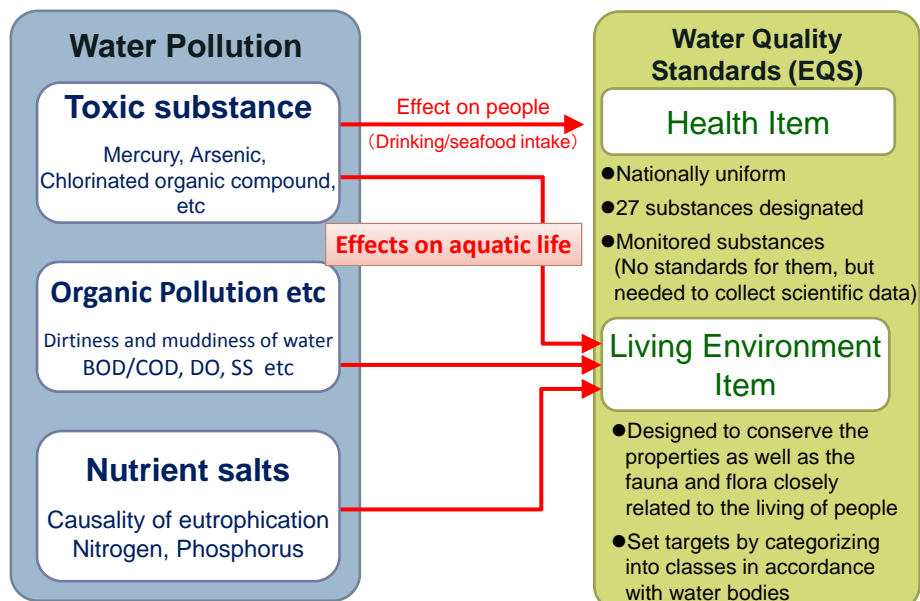 Water Pollution
Toxic substance
Mercury, Arsenic,
Chlorinated organic compound,
etc
Organic Pollution etc
Dirtiness and muddiness of water
BOD/COD, DO, SS etc
Nutrient salts
Causality of eutrophication
Nitrogen, Phosphorus
Effect on people
(Drinking/seafood intake)
Effects on aquatic life
Water Quality
Standards (EQS)
Health Item
●Nationally uniform
●27 substances designated
●Monitored substances
(No standards for them, but
needed to collect scientific data)
Living Environment
Item
●Designed to conserve the
properties as well as the
fauna and flora closely
related to the living of people
●Set targets by categorizing
into classes in accordance
with water bodies